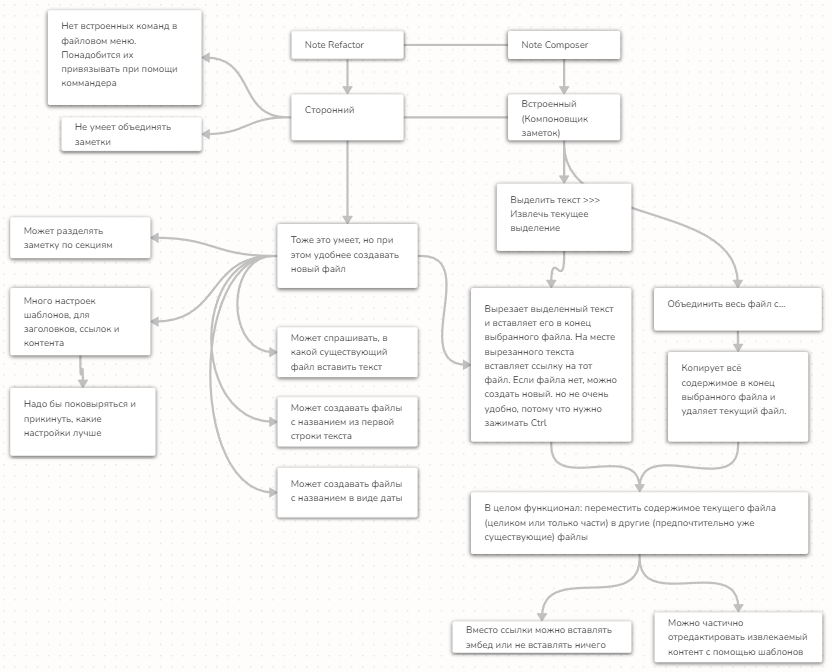 Нет встроенных команд в
файловом меню.
Понадобится их
привязывать при помощи
коммандера
Note Refactor
Note Composer
Сторонний
Встроенный
(Компоновщик
заметок)
Не умеет объединять
заметки
Выделить текст >>>
Извлечь текущее
выделение
Может разделять
заметку по секциям
Тоже это умеет, но при
этом удобнее создавать
новый файл
Много настроек
шаблонов, для
заголовков, ссылок и
контента
Вырезает выделенный текст
и вставляет его в конец
выбранного файла. На месте
вырезанного текста
вставляет ссылку на тот
файл. Если файла нет, можно
создать новый. но не очень
удобно, потому что нужно
зажимать Ctrl
Объединить весь файл с...
Может спрашивать, в
какой существующий
файл вставить текст
Копирует всё
содержимое в конец
выбранного файла и
удаляет текущий файл.
Надо бы поковыряться и
прикинуть, какие
настройки лучше
Может создавать файлы
с названием из первой
строки текста
Может создавать файлы
с названием в виде даты
В целом функционал: переместить содержимое текущего файла
(целиком или только части) в другие (предпочтительно уже
существующие) файлы
Вместо ссылки можно вставлять
эмбед или не вставлять ничего
Можно частично
отредактировать извлекаемый
контент с помощью шаблонов